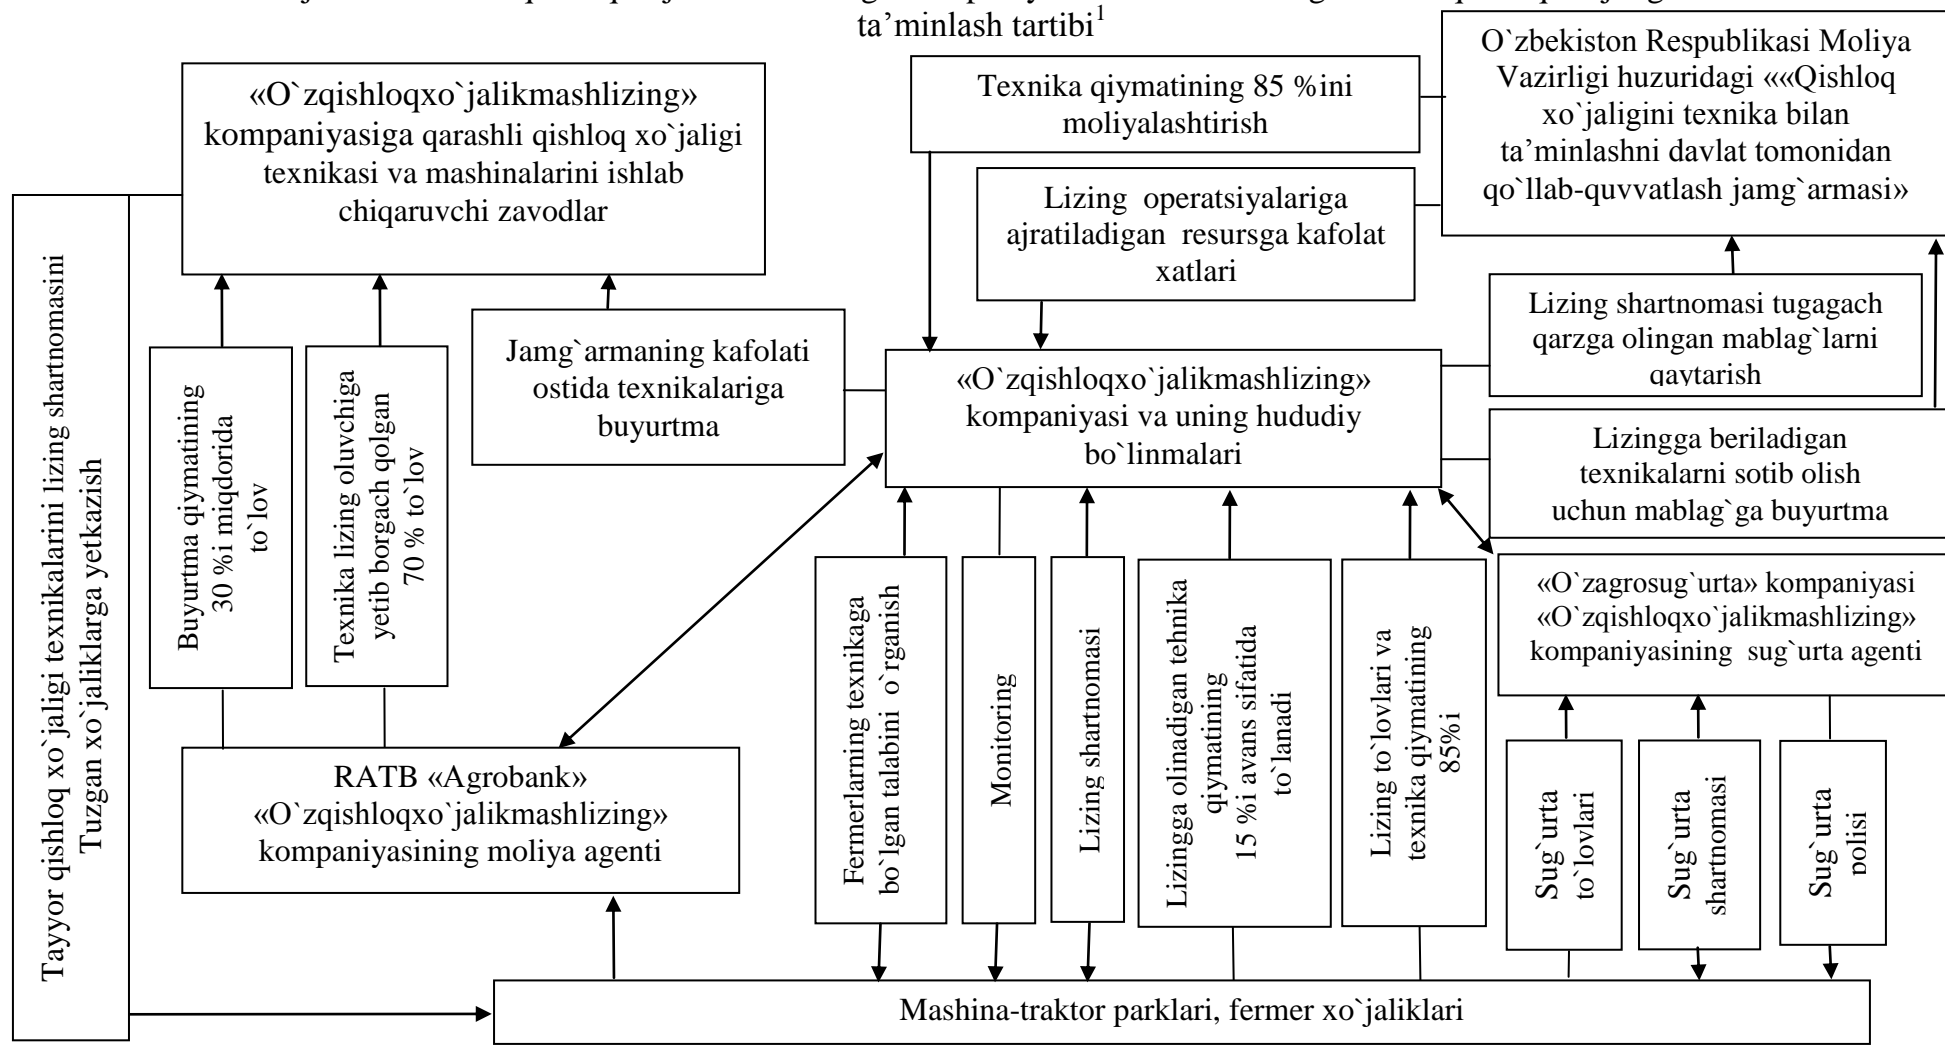 ta’minlash tartibi1
«O`zqishloqxo`jalikmashlizing»
kompaniyasiga qarashli qishloq xo`jaligi
texnikasi va mashinalarini ishlab
chiqaruvchi zavodlar
Texnika qiymatining 85 %ini
moliyalashtirish
O`zbekiston Respublikasi Moliya
Vazirligi huzuridagi ««Qishloq
xo`jaligini texnika bilan
ta’minlashni davlat tomonidan
qo`llab-quvvatlash jamg`armasi»
Lizing operatsiyalariga
ajratiladigan resursga kafolat
xatlari
Tayyor qishloq xo`jaligi texnikalarini lizing shartnomasini
Tuzgan xo`jaliklarga yetkazish
Buyurtma qiymatining
30 %i miqdorida
to`lov
Texnika lizing oluvchiga
yetib borgach qolgan
70 % to`lov
Jamg`armaning kafolati
ostida texnikalariga
buyurtma
«O`zqishloqxo`jalikmashlizing»
kompaniyasi va uning hududiy
bo`linmalari
Lizing shartnomasi tugagach
qarzga olingan mablag`larni
qaytarish
Lizingga beriladigan
texnikalarni sotib olish
uchun mablag`ga buyurtma
«O`zagrosug`urta» kompaniyasi
«O`zqishloqxo`jalikmashlizing»
kompaniyasining sug`urta agenti
RATB «Agrobank»
«O`zqishloqxo`jalikmashlizing»
kompaniyasining moliya agenti
Fermerlarning texnikaga
bo`lgan talabini o`rganish
Monitoring
Lizing shartnomasi
Lizingga olinadigan tehnika
qiymatining
15 %i avans sifatida
to`lanadi
Lizing to`lovlari va
texnika qiymatining
85%i
Sug`urta
to`lovlari
Sug`urta
shartnomasi
Sug`urta
polisi
Mashina-traktor parklari, fermer xo`jaliklari